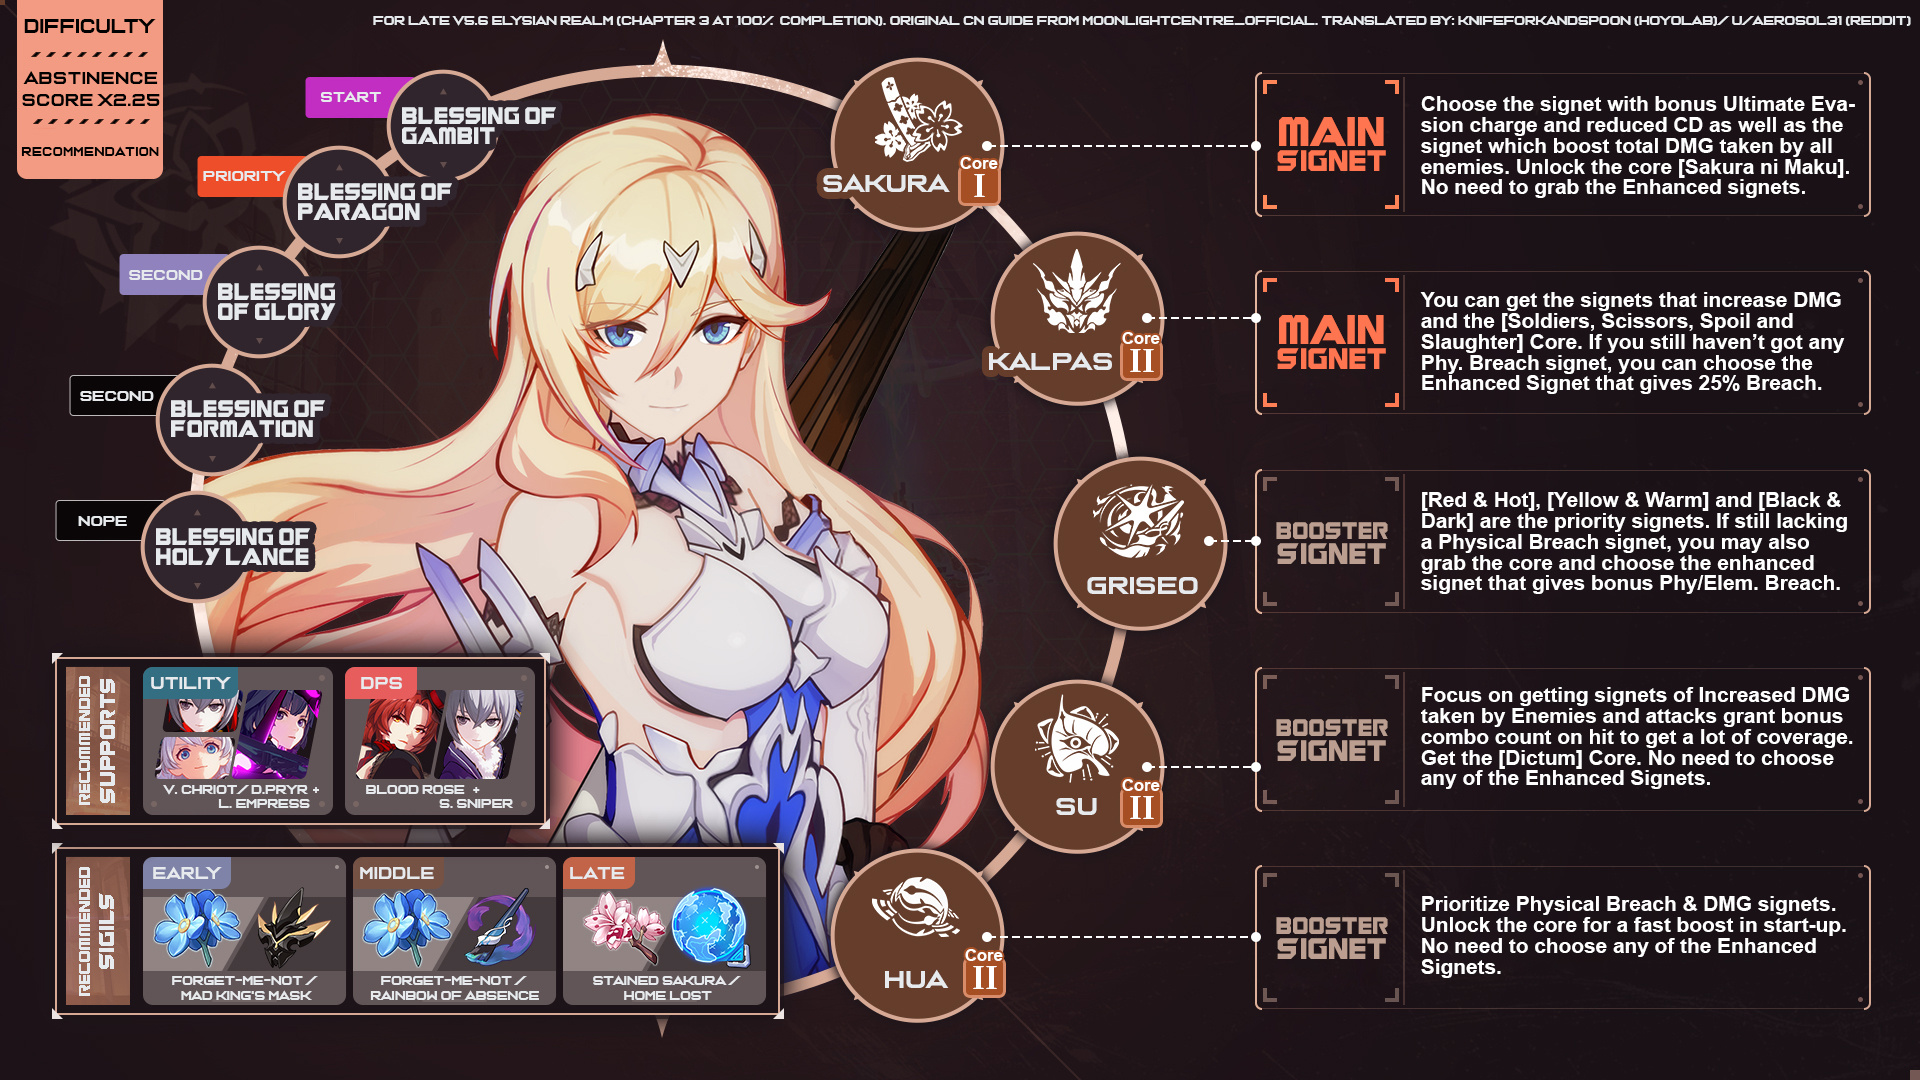 FOR LATE V5.6 ELYSIAN REALM (CHAPTER 3 AT 100% COMPLETION). ORIGINAL CN GUIDE FROM MOONLIGHTCENTRE_OFFICIAL. TRANSLATED BY: KNIFEFORKANDSPOON (HOYOLAB)/ U/AEROSOL31 (REDDIT)
DIFFICULTY
ABSTINENCE
SCORE X2.25
RECOMMENDATION
START
BLESSING OF
GAMBIT
PRIORITY
BLESSING OF
PARAGON
SECOND
BLESSING
OF GLORY
SECOND
BLESSING OF
FORMATION
NOPE
BLESSING OF
HOLY LANCE
RECOMMENDED
SUPPORTS
UTILITY
V. CHRIOT/ D.PRYR +
L. EMPRESS
DPS
BLOOD ROSE +
S. SNIPER
RECOMMENDED
SIGILS
EARLY
FORGET-ME-NOT /
MAD KING'S MASK
MIDDLE
FORGET-ME-NOT /
RAINBOW OF ABSENCE
LATE
STAINED SAKURA /
HOME LOST
SAKURA
Core
I
MAIN
SIGNET
Choose the signet with bonus Ultimate Eva-
sion charge and reduced CD as well as the
signet which boost total DMG taken by all
enemies. Unlock the core [Sakura ni Maku].
No need to grab the Enhanced signets.
KALPAS
Core
II
MAIN
SIGNET
You can get the signets that increase DMG
and the [Soldiers, Scissors, Spoil and
Slaughter] Core. If you still haven't got any
Phy. Breach signet, you can choose the
Enhanced Signet that gives 25% Breach.
GRISEO
BOOSTER
SIGNET
[Red & Hot], [Yellow & Warm] and [Black &
Dark] are the priority signets. If still lacking
a Physical Breach signet, you may also
grab the core and choose the enhanced
signet that gives bonus Phy/Elem. Breach.
SU
Core
II
BOOSTER
SIGNET
Focus on getting signets of Increased DMG
taken by Enemies and attacks grant bonus
combo count on hit to get a lot of coverage.
Get the [Dictum] Core. No need to choose
any of the Enhanced Signets.
HUA
Core
II
BOOSTER
SIGNET
Prioritize Physical Breach & DMG signets.
Unlock the core for a fast boost in start-up.
No need to choose any of the Enhanced
Signets.